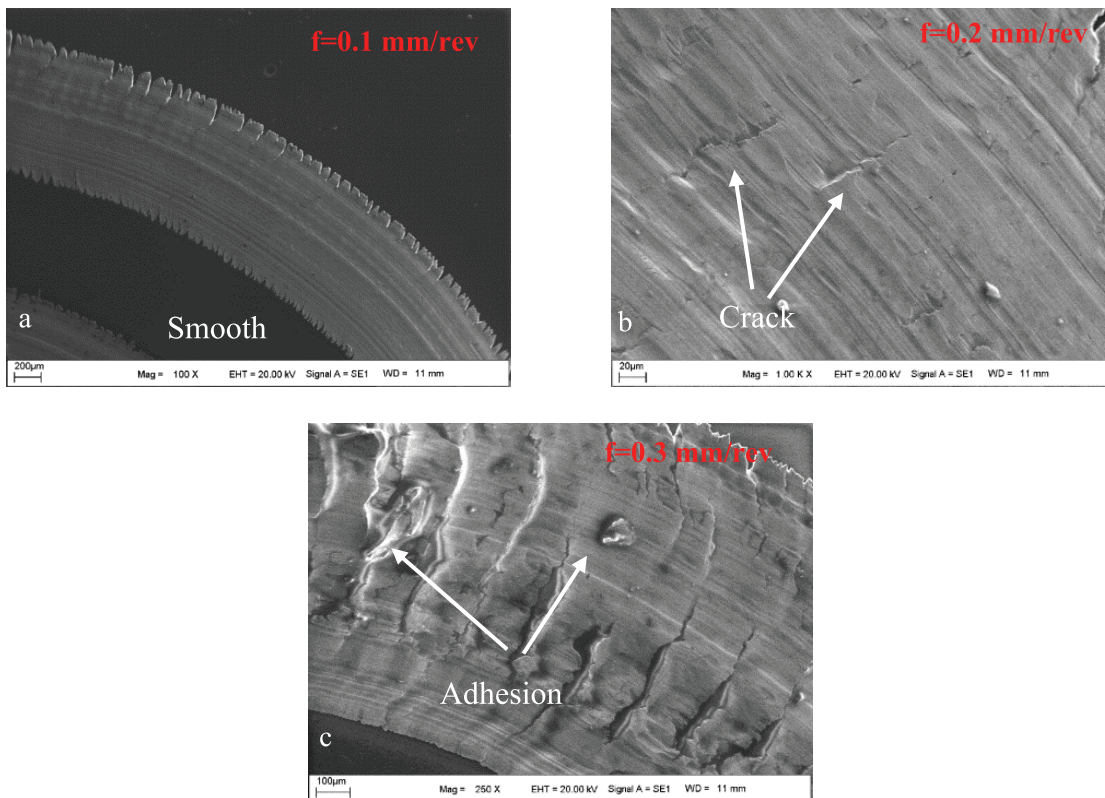 f=0.1 mm/rev
Smooth
a
200µm
Mag = 100 X EHT = 20.00 kV Signal A = SE1 WD = 11 mm
f=0.2 mm/rev
Crack
b
20µm
Mag = 1.00 K X EHT = 20.00 kV Signal A = SE1 WD = 11 mm
f=0.3 mm/rev
Adhesion
c
100µm
Mag = 250 X EHT = 20.00 kV Signal A = SE1 WD = 11 mm